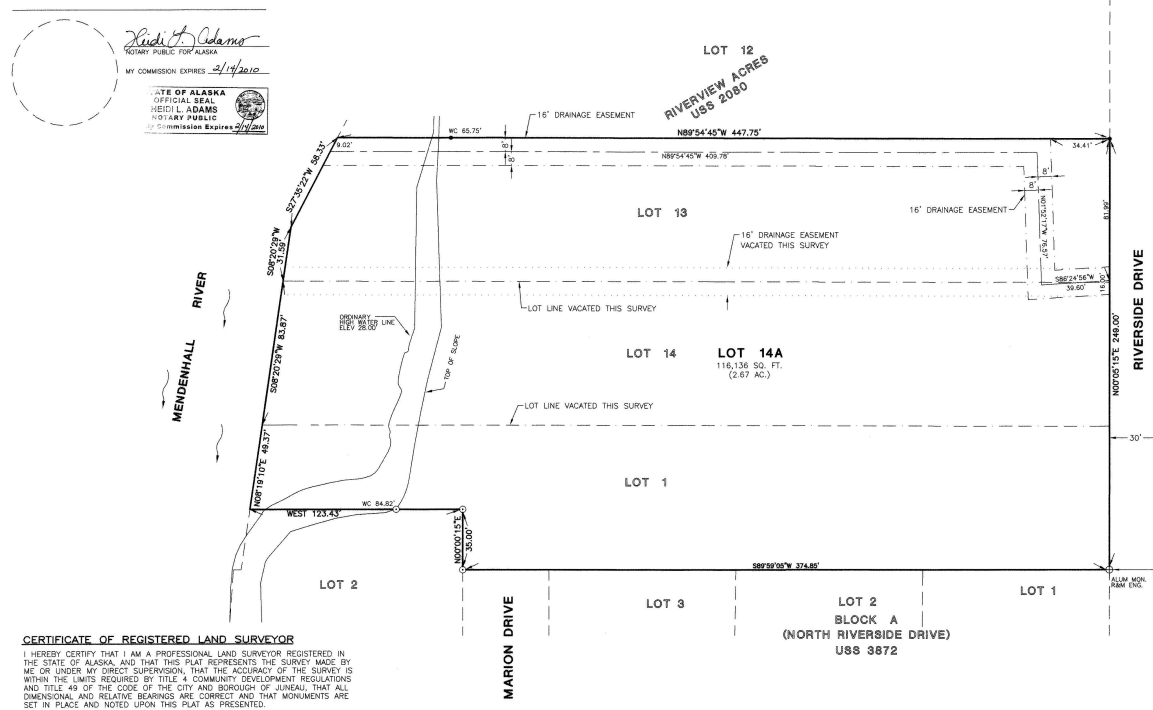 Heidi L. Adams
NOTARY PUBLIC FOR ALASKA
MY COMMISSION EXPIRES 2/14/2010
ATE OF ALASKA
OFFICIAL SEAL
HEIDI L. ADAMS
NOTARY PUBLIC
Commission Expires 2/14/2010
LOT 12
RIVERVIEW ACRES
USS 2080
16' DRAINAGE EASEMENT
WC 65.75'
N89°54'45"W 447.75'
9.02'
8'
8'
N89°54'45"W 409.78'
34.41'
8'
8'
S27°35'22"W 58.33'
LOT 13
16' DRAINAGE EASEMENT
N01°52'17"W 76.53'
81.99'
16' DRAINAGE EASEMENT
VACATED THIS SURVEY
S08°20'29"W
31.59'
S86°24'56"W
39.60'
16.00'
LOT LINE VACATED THIS SURVEY
RIVERSIDE DRIVE
MENDENHALL RIVER
ORDINARY
HIGH WATER LINE
ELEV 28.00'
S08°20'29"W 83.87'
TOP OF SLOPE
LOT 14
LOT 14A
116,136 SQ. FT.
(2.67 AC.)
N00°05'15"E 249.00'
LOT LINE VACATED THIS SURVEY
30'
N08°19'10"E 49.37'
LOT 1
WC 84.82'
WEST 123.43'
N00°00'15"E
35.00'
S89°59'05"W 374.85'
ALUM MON.
R&M ENG.
LOT 2
MARION DRIVE
LOT 3
LOT 2
LOT 1
BLOCK A
(NORTH RIVERSIDE DRIVE)
USS 3872
CERTIFICATE OF REGISTERED LAND SURVEYOR
I HEREBY CERTIFY THAT I AM A PROFESSIONAL LAND SURVEYOR REGISTERED IN
THE STATE OF ALASKA, AND THAT THIS PLAT REPRESENTS THE SURVEY MADE BY
ME OR UNDER MY DIRECT SUPERVISION, THAT THE ACCURACY OF THE SURVEY IS
WITHIN THE LIMITS REQUIRED BY TITLE 4 COMMUNITY DEVELOPMENT REGULATIONS
AND TITLE 49 OF THE CODE OF THE CITY AND BOROUGH OF JUNEAU, THAT ALL
DIMENSIONAL AND RELATIVE BEARINGS ARE CORRECT AND THAT MONUMENTS ARE
SET IN PLACE AND NOTED UPON THIS PLAT AS PRESENTED.